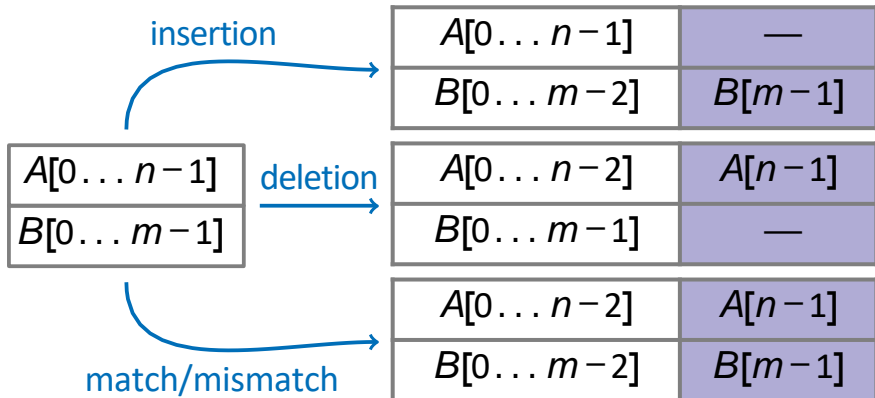 insertion
A[0...n−1] —
B[0...m−2] B[m−1]
A[0...n−1]
B[0...m−1]
deletion
A[0...n−2] A[n−1]
B[0...m−1] —
match/mismatch
A[0...n−2] A[n−1]
B[0...m−2] B[m−1]